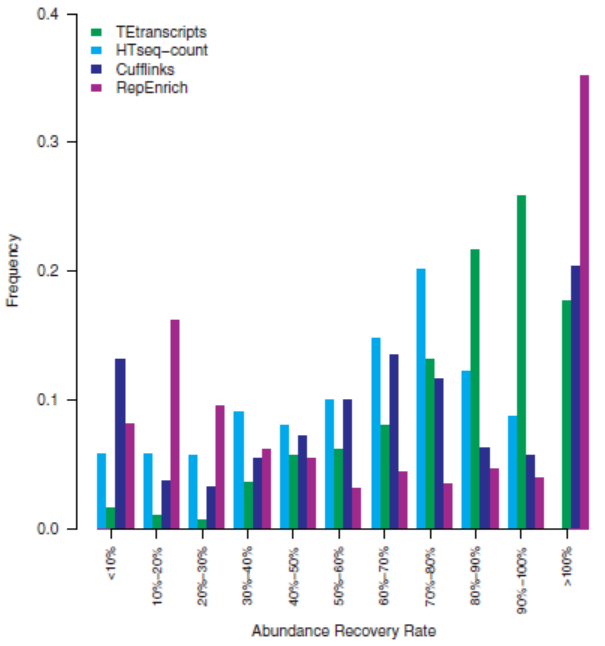 0.4
TEtranscripts
HTseq−count
Cufflinks
RepEnrich
0.3
0.2
0.1
0.0
Frequency
<10%
10%−20%
20%−30%
30%−40%
40%−50%
50%−60%
60%−70%
70%−80%
80%−90%
90%−100%
>100%
Abundance Recovery Rate